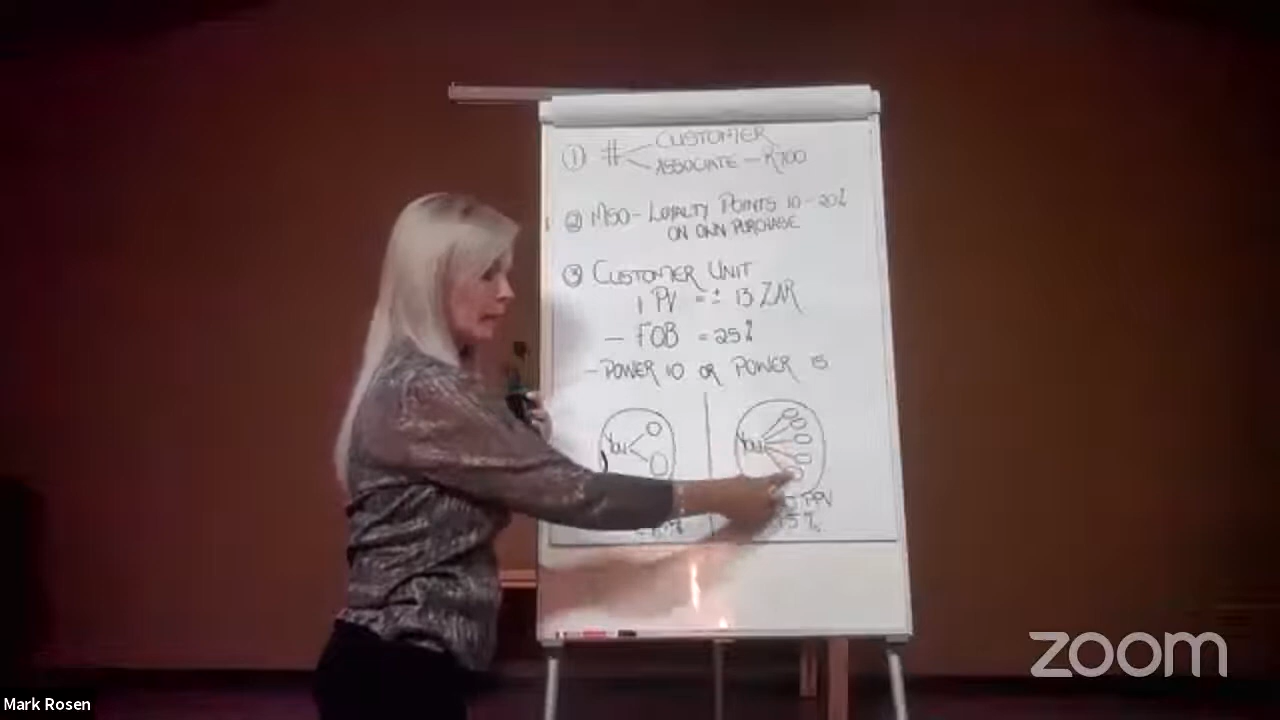 ① # CUSTOMER
ASSOCIATE - R700
② MSO - LOYALTY POINTS 10-20%
ON OWN PURCHASE
③ CUSTOMER UNIT
1 PV = ± 13 ZAR
- FOB = 25%
- POWER 10 OR POWER 15
YOU
YOU
PPV
15%
zoom
Mark Rosen